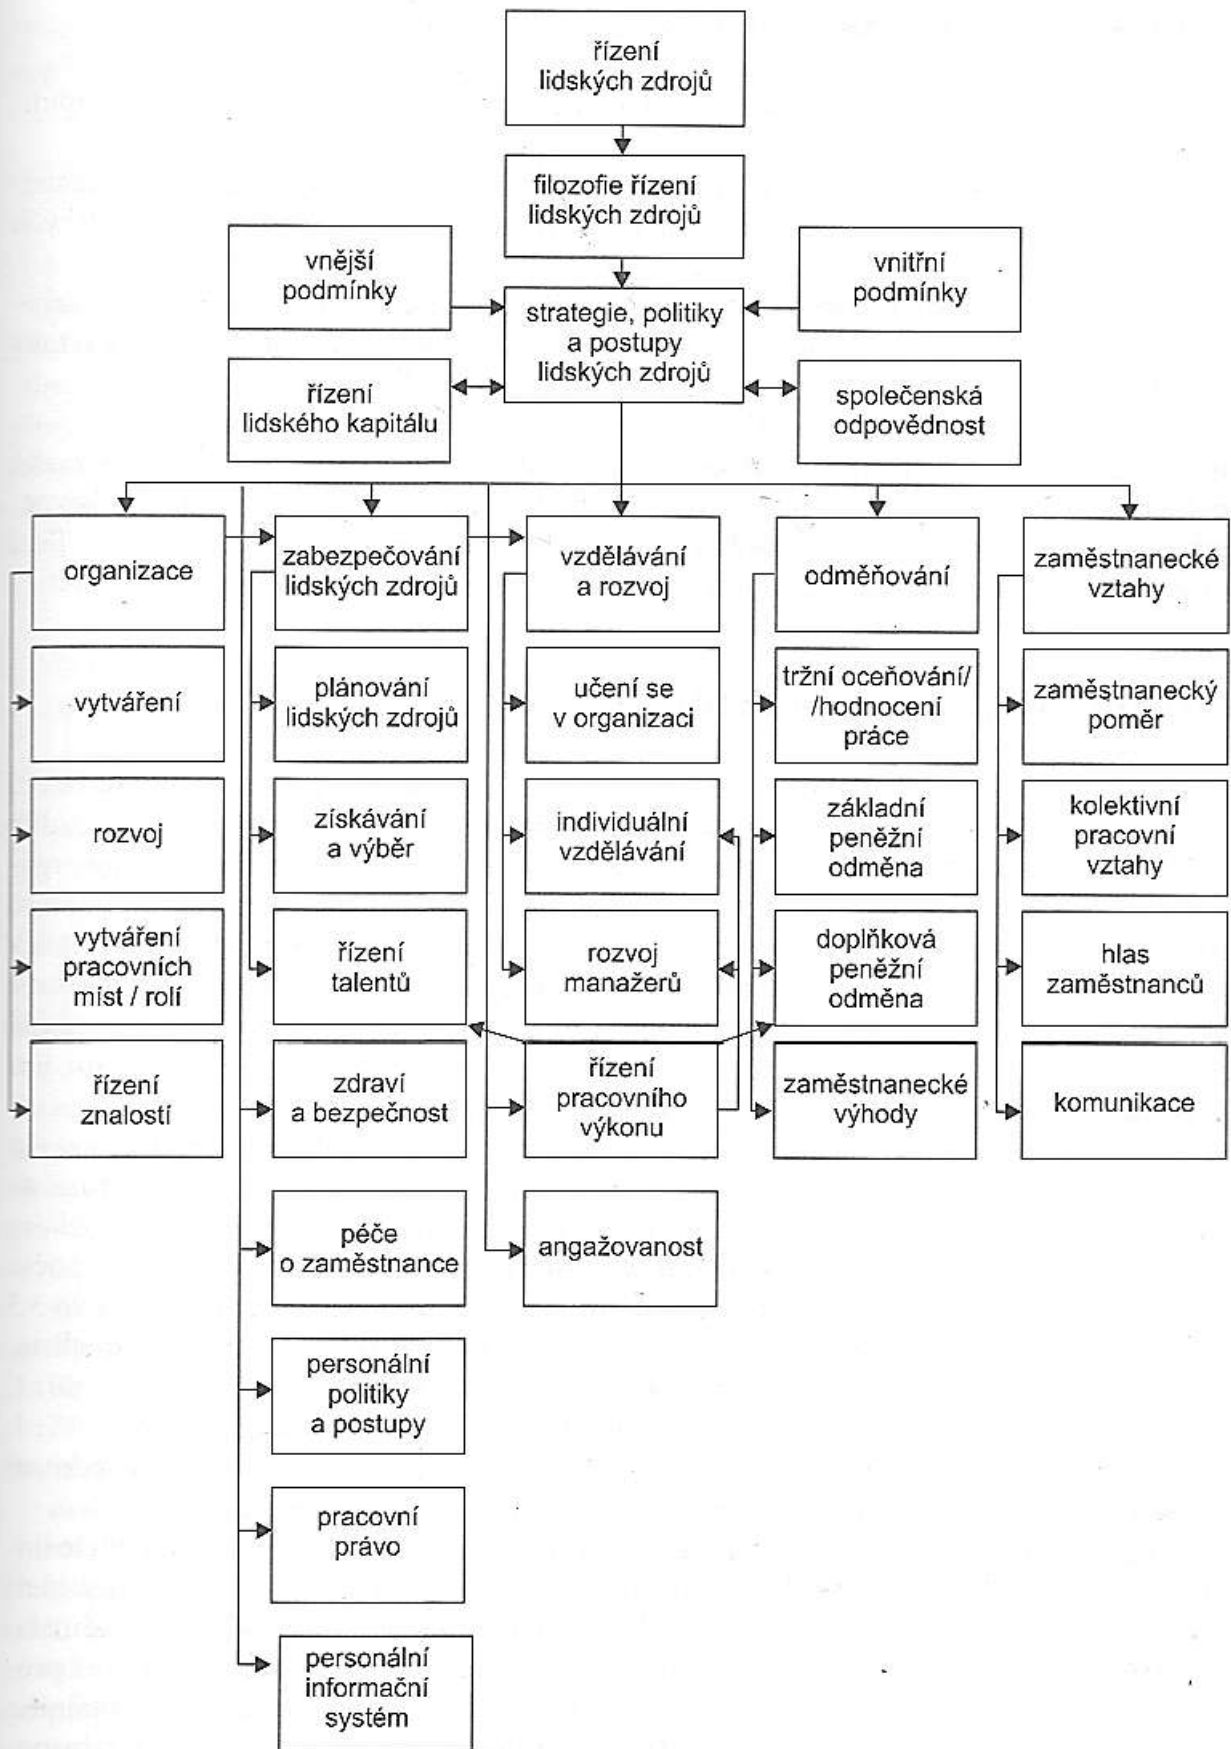 řízení
lidských zdrojů
filozofie řízení
lidských zdrojů
vnější
podmínky
vnitřní
podmínky
strategie, politiky
a postupy
lidských zdrojů
řízení
lidského kapitálu
společenská
odpovědnost
organizace
zabezpečování
lidských zdrojů
vzdělávání
a rozvoj
odměňování
zaměstnanecké
vztahy
vytváření
plánování
lidských zdrojů
učení se
v organizaci
tržní oceňování/
/hodnocení
práce
zaměstnanecký
poměr
rozvoj
získávání
a výběr
individuální
vzdělávání
základní
peněžní
odměna
kolektivní
pracovní
vztahy
vytváření
pracovních
míst / rolí
řízení
talentů
rozvoj
manažerů
doplňková
peněžní
odměna
hlas
zaměstnanců
řízení
znalostí
zdraví
a bezpečnost
řízení
pracovního
výkonu
zaměstnanecké
výhody
komunikace
péče
o zaměstnance
angažovanost
personální
politiky
a postupy
pracovní
právo
personální
informační
systém